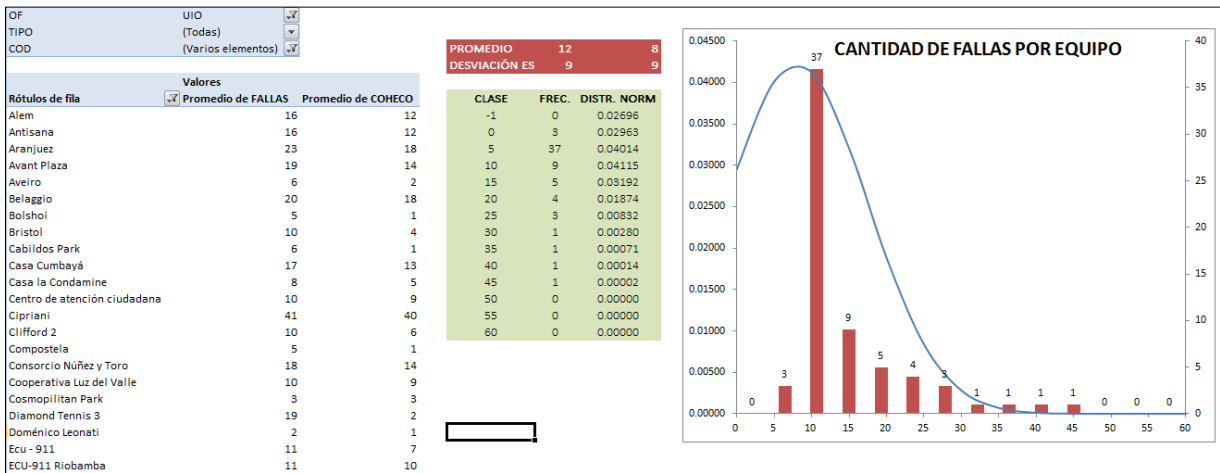 OF UIO
TIPO (Todas)
COD (Varios elementos)
Valores
Rótulos de fila Promedio de FALLAS Promedio de COHECO
Alem 16 12
Antisana 16 12
Aranjuez 23 18
Avant Plaza 19 14
Aveiro 6 2
Belaggio 20 18
Bolshoi 5 1
Bristol 10 4
Cabildos Park 6 1
Casa Cumbayá 17 13
Casa la Condamine 8 5
Centro de atención ciudadana 10 9
Cipriani 41 40
Clifford 2 10 6
Compostela 5 1
Consorcio Núñez y Toro 18 14
Cooperativa Luz del Valle 10 9
Cosmopilitan Park 3 3
Diamond Tennis 3 19 2
Doménico Leonati 2 1
Ecu - 911 11 7
ECU-911 Riobamba 11 10
PROMEDIO 12 8
DESVIACIÓN ES 9 9
CLASE FREC. DISTR. NORM
-1 0 0.02696
0 3 0.02963
5 37 0.04014
10 9 0.04115
15 5 0.03192
20 4 0.01874
25 3 0.00832
30 1 0.00280
35 1 0.00071
40 1 0.00014
45 1 0.00002
50 0 0.00000
55 0 0.00000
60 0 0.00000
CANTIDAD DE FALLAS POR EQUIPO
0.04500
0.04000
0.03500
0.03000
0.02500
0.02000
0.01500
0.01000
0.00500
0.00000
0 3 37 9 5 4 3 1 1 1 1 0 0 0
40
35
30
25
20
15
10
5
0
0 5 10 15 20 25 30 35 40 45 50 55 60